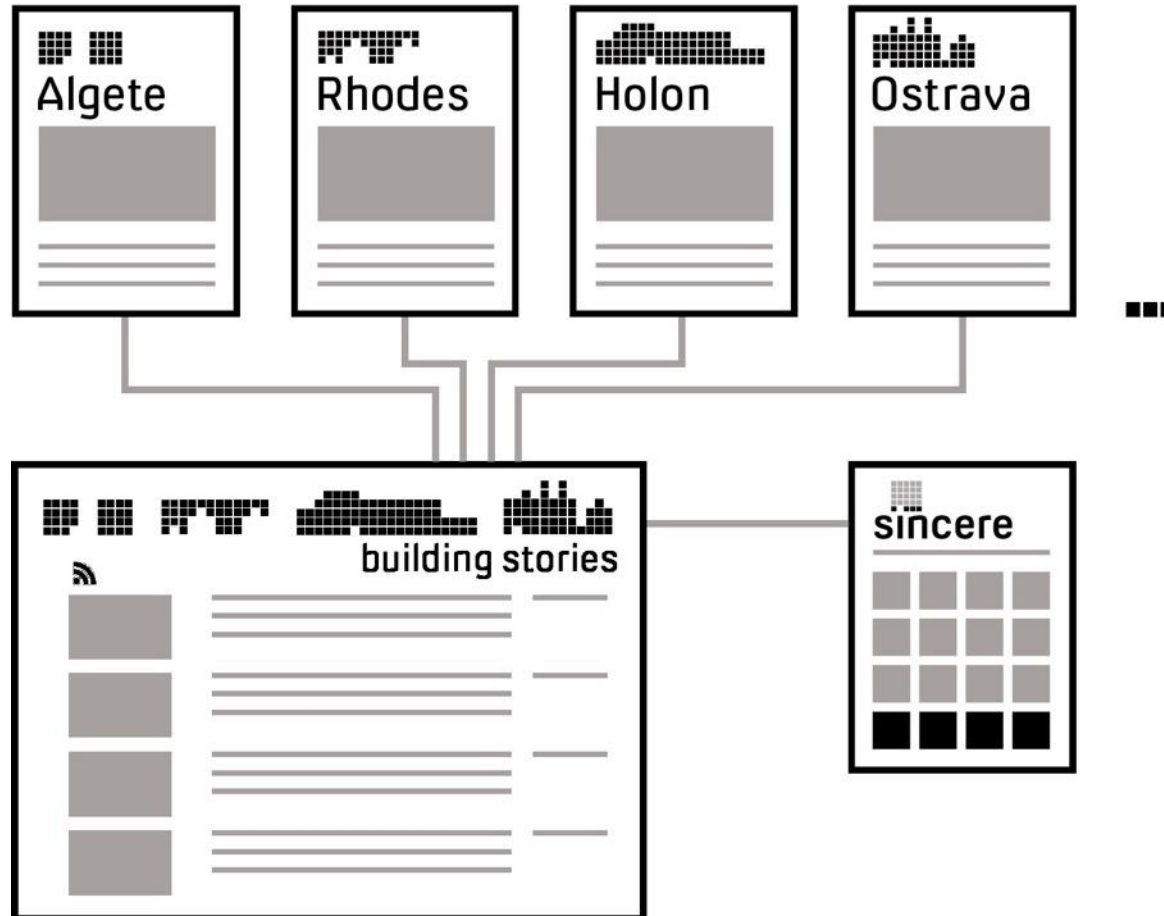 Algete
Rhodes
Holon
Ostrava
building stories
sincere